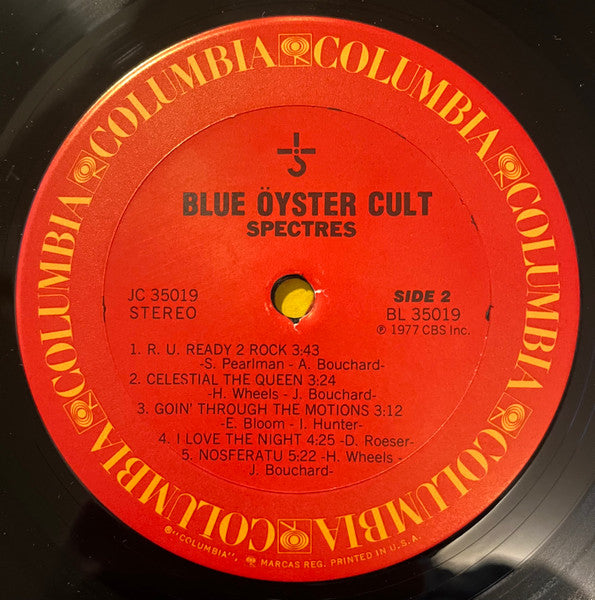 COLUMBIA COLUMBIA COLUMBIA COLUMBIA COLUMBIA COLUMBIA
BLUE ÖYSTER CULT
SPECTRES
JC 35019
STEREO
SIDE 2
BL 35019
℗ 1977 CBS Inc.
1. R. U. READY 2 ROCK 3:43
-S. Pearlman - A. Bouchard-
2. CELESTIAL THE QUEEN 3:24
-H. Wheels - J. Bouchard-
3. GOIN' THROUGH THE MOTIONS 3:12
-E. Bloom - I. Hunter-
4. I LOVE THE NIGHT 4:25 -D. Roeser-
5. NOSFERATU 5:22 -H. Wheels -
J. Bouchard-
®"COLUMBIA", MARCAS REG. PRINTED IN U.S.A.